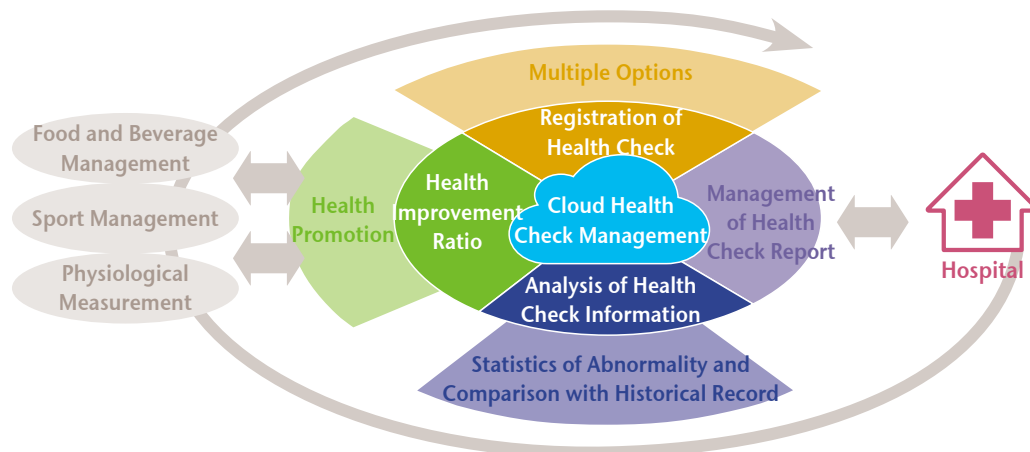 Multiple Options
Registration of
Health Check
Food and Beverage
Management
Sport Management
Physiological
Measurement
Health
Promotion
Health
Improvement
Ratio
Cloud Health
Check Management
Management
of Health
Check Report
Hospital
Analysis of Health
Check Information
Statistics of Abnormality and
Comparison with Historical Record